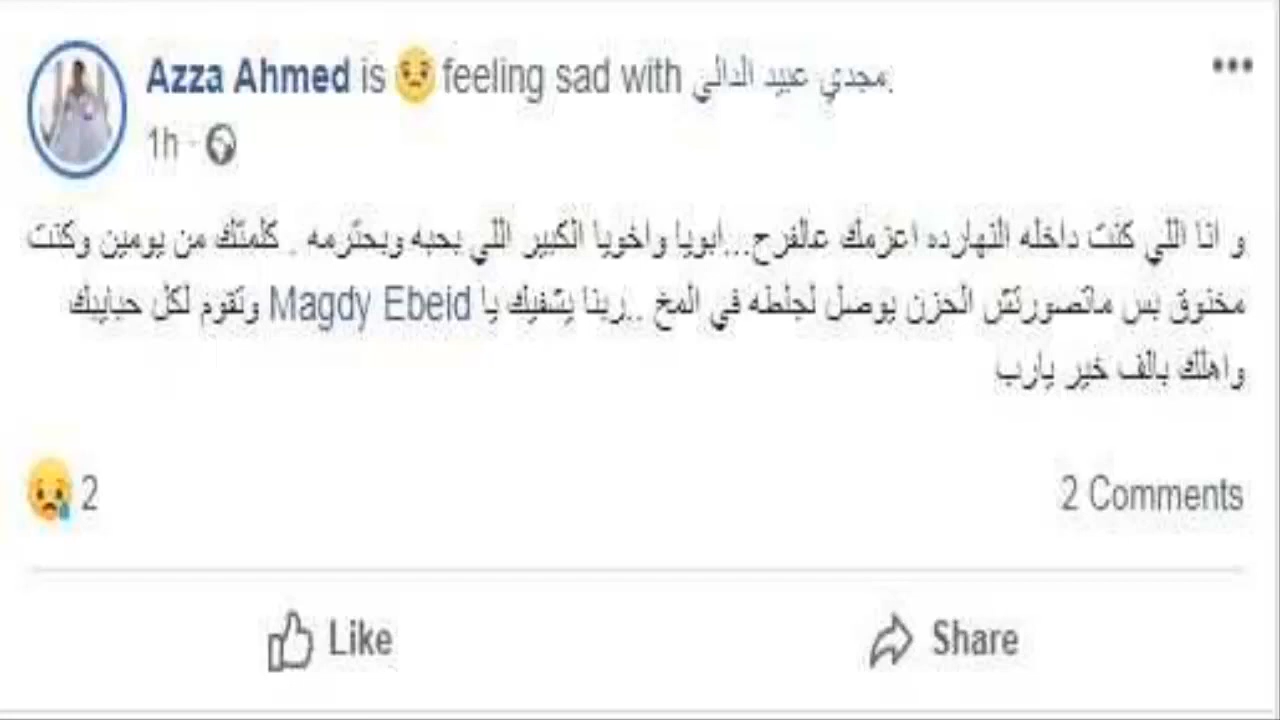 Azza Ahmed is feeling sad with مجدي عبيد الدالي.
1h
و انا اللي كنت داخله النهارده اعزمك عالفرح...ابويا واخويا الكبير اللي بحبه وبحترمه . كلمتك من يومين وكنت
مخنوق بس ماتصورتش الحزن يوصل لجلطه في المخ ..ربنا يشفيك يا Magdy Ebeid وتقوم لكل حبايبك
واهلك بالف خير يارب
2
2 Comments
Like
Share